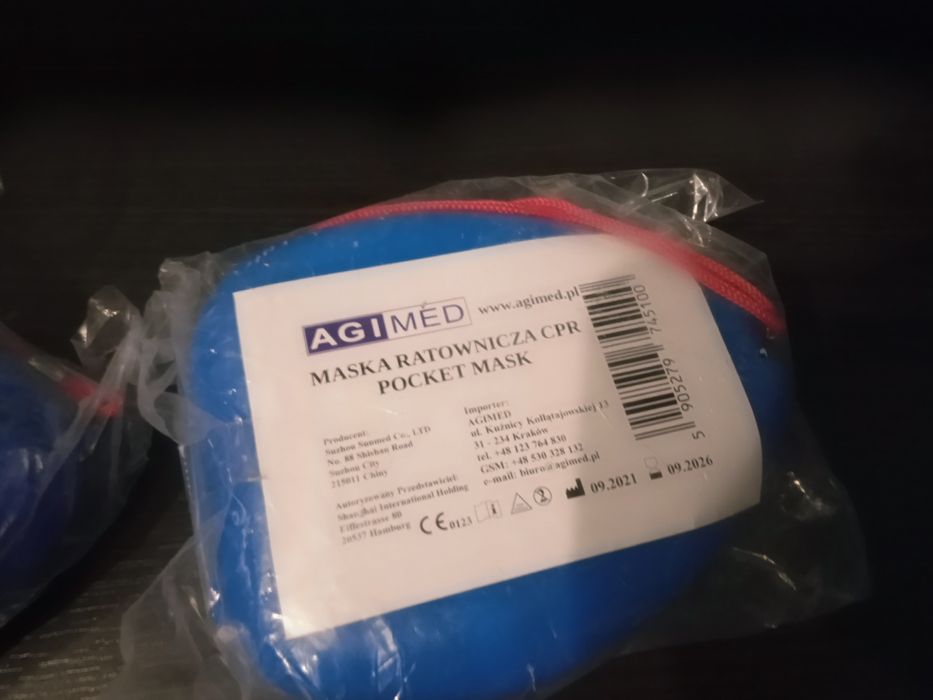 AGIMED
www.agimed.pl
MASKA RATOWNICZA CPR
POCKET MASK
Producent:
Suzhou Sunmed Co., LTD
No. 88 Shishan Road
Suzhou City
215011 Chiny
Autoryzowany Przedstawiciel:
Shanghai International Holding
Eiffestrasse 80
20537 Hamburg
Importer:
AGIMED
ul. Kuźnicy Kołłątajowskiej 13
31 - 234 Kraków
tel. +48 123 764 830
GSM: +48 530 328 132
e-mail: biuro@agimed.pl
CE 0123
09.2021
09.2026
5 905279 745100